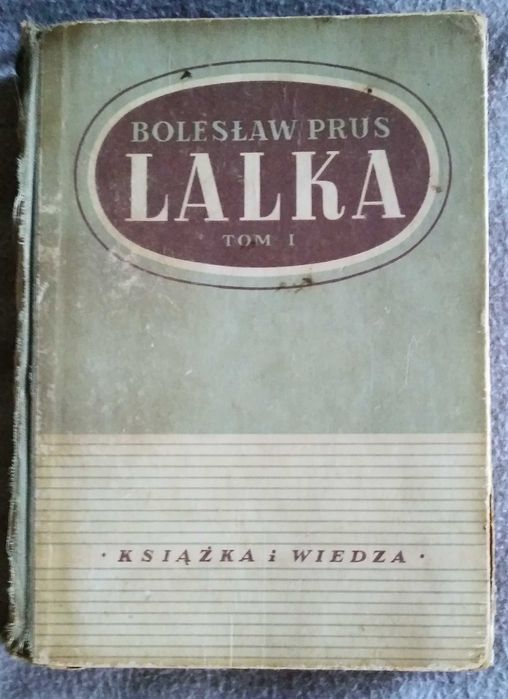 BOLESŁAW PRUS
LALKA
TOM I
· KSIĄŻKA i WIEDZA ·